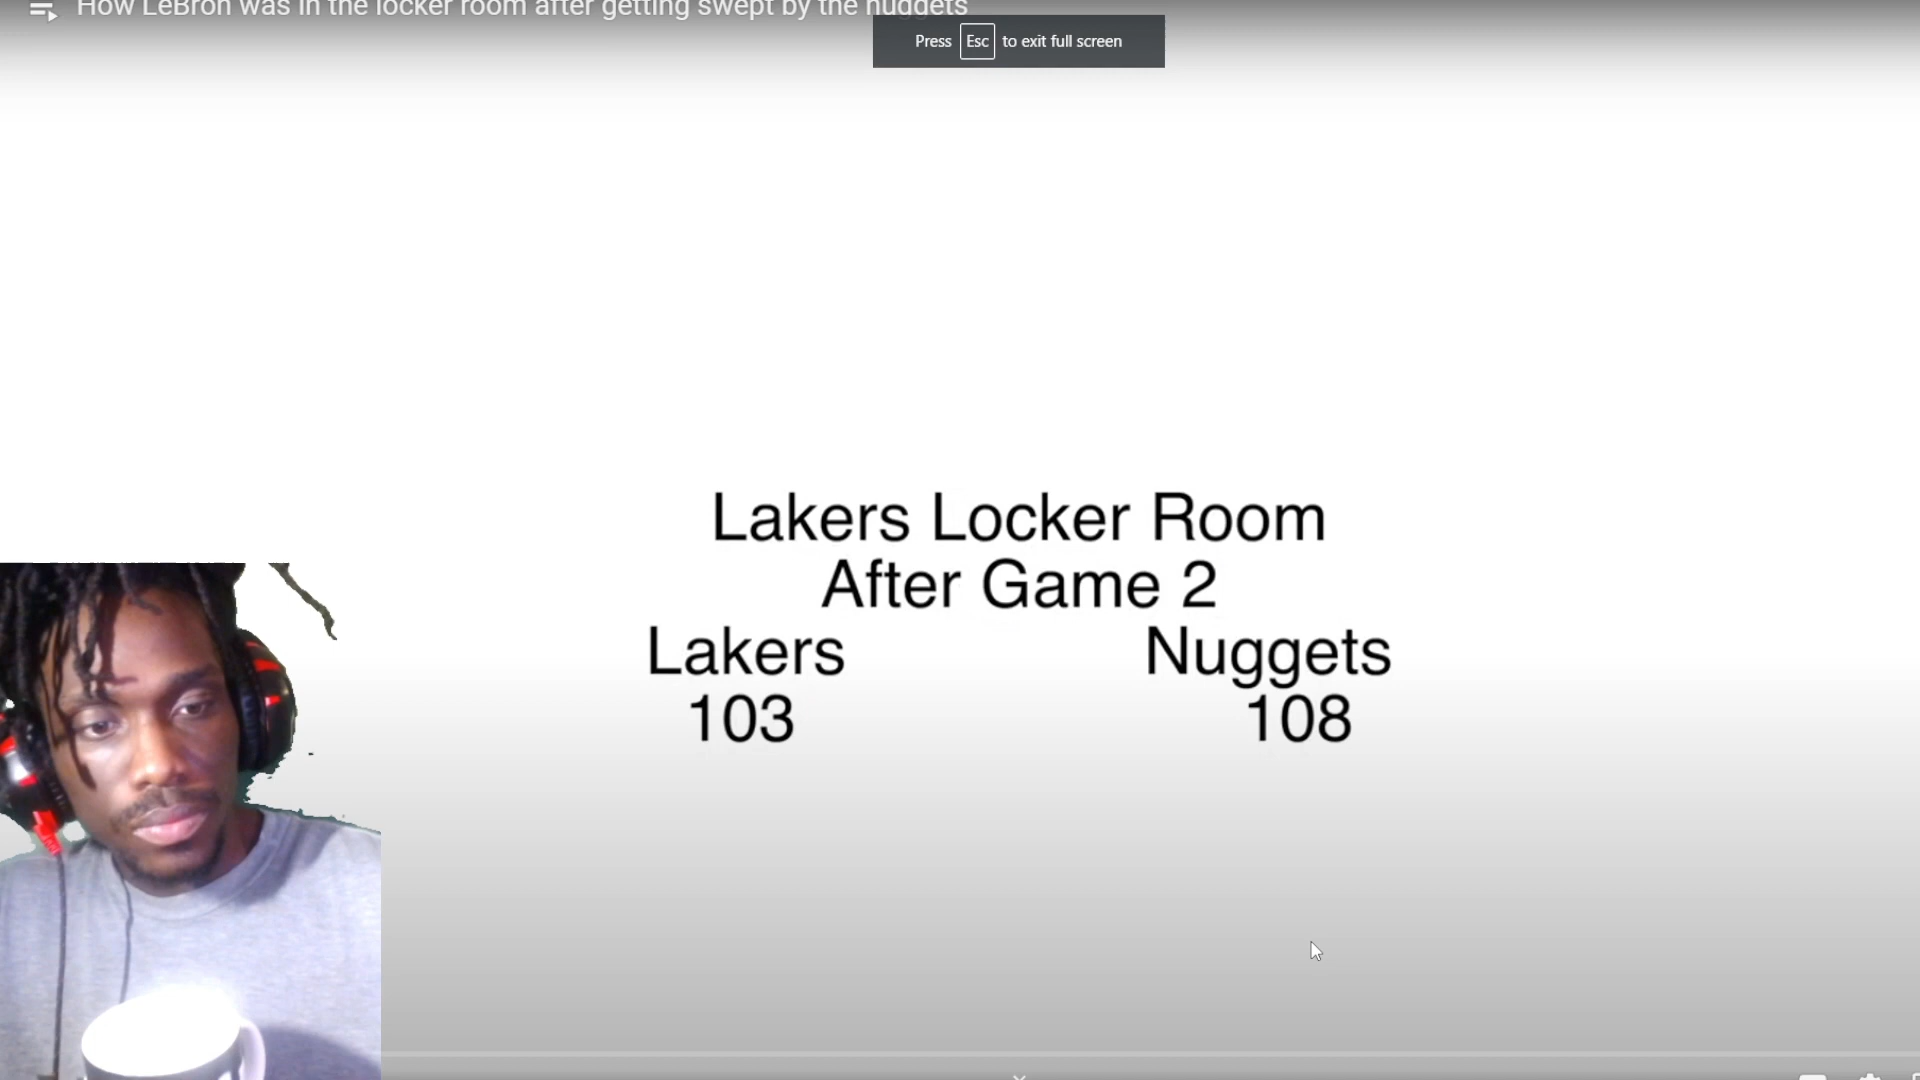 How LeBron was in the locker room after getting swept by the nuggets
Press Esc to exit full screen
Lakers Locker Room
After Game 2
Lakers Nuggets
103 108